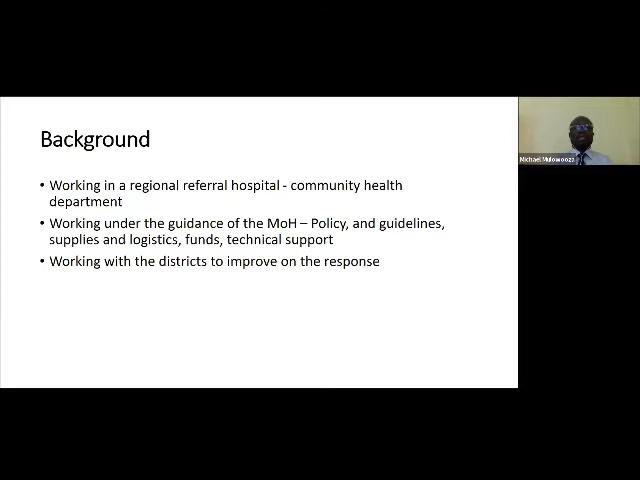 Background
• Working in a regional referral hospital - community health
department
• Working under the guidance of the MoH – Policy, and guidelines,
supplies and logistics, funds, technical support
• Working with the districts to improve on the response
Michael Mulowooza